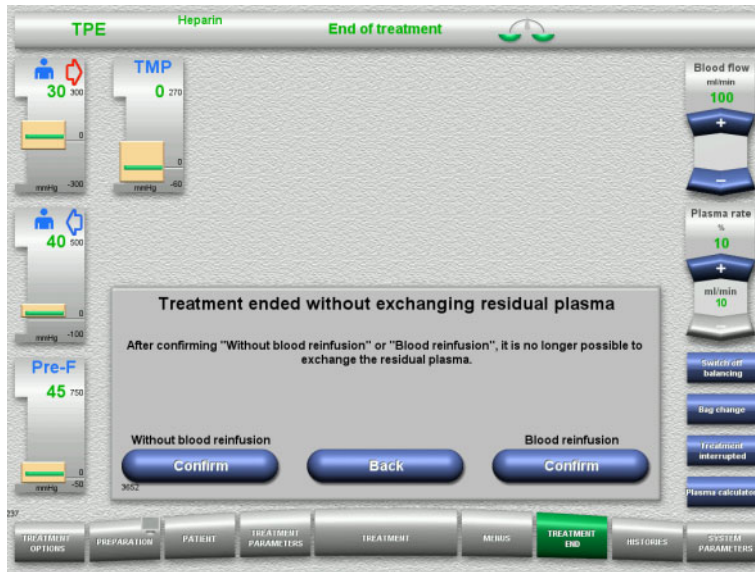 TPE
Heparin
End of treatment
30 300
0
mmHg -300
TMP
0 270
0
mmHg -60
40 500
0
mmHg -100
Pre-F
45 750
0
mmHg -50
Blood flow
ml/min
100
+
–
Plasma rate
%
10
+
ml/min
10
–
Treatment ended without exchanging residual plasma
After confirming "Without blood reinfusion" or "Blood reinfusion", it is no longer possible to
exchange the residual plasma.
Without blood reinfusion
Confirm
Back
Blood reinfusion
Confirm
3652
Switch off
balancing
Bag change
Treatment
interrupted
Plasma calculator
237
TREATMENT
OPTIONS
PREPARATION
PATIENT
TREATMENT
PARAMETERS
TREATMENT
MENUS
TREATMENT
END
HISTORIES
SYSTEM
PARAMETERS